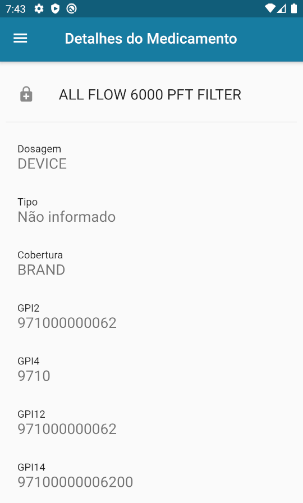 7:43
Detalhes do Medicamento
ALL FLOW 6000 PFT FILTER
Dosagem
DEVICE
Tipo
Não informado
Cobertura
BRAND
GPI2
971000000062
GPI4
9710
GPI12
971000000062
GPI14
97100000006200